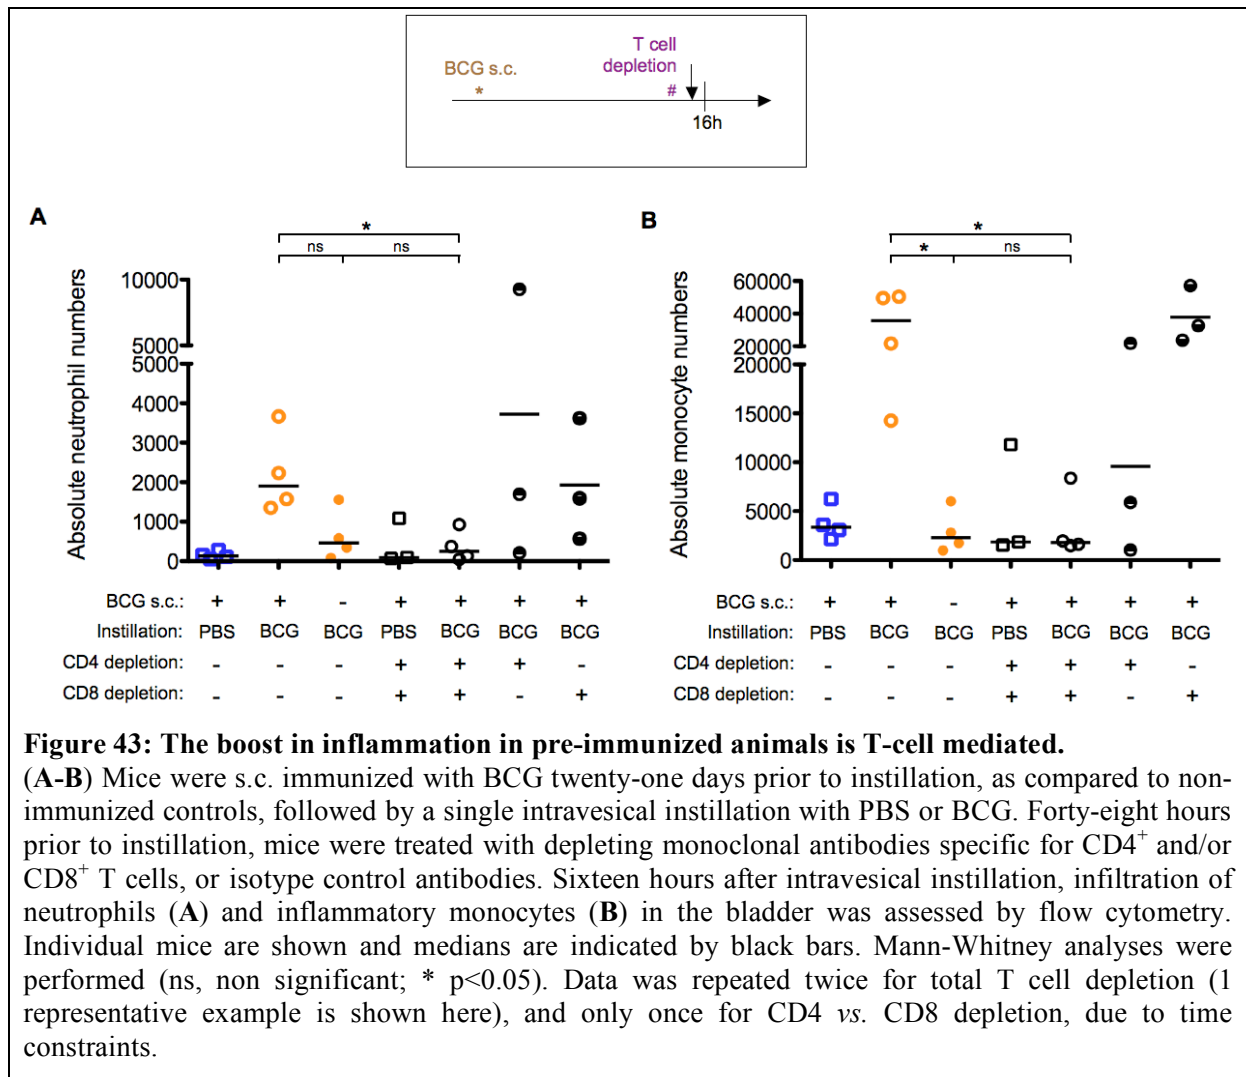 T cell
depletion
BCG s.c.
*
#
16h
A
*
ns ns
Absolute neutrophil numbers
10000
5000
5000
4000
3000
2000
1000
0
BCG s.c.: + + - + + + +
Instillation: PBS BCG BCG PBS BCG BCG BCG
CD4 depletion: - - - + + + -
CD8 depletion: - - - + + - +
B
*
* ns
Absolute monocyte numbers
60000
40000
20000
20000
15000
10000
5000
0
BCG s.c.: + + - + + + +
Instillation: PBS BCG BCG PBS BCG BCG BCG
CD4 depletion: - - - + + + -
CD8 depletion: - - - + + - +
Figure 43: The boost in inflammation in pre-immunized animals is T-cell mediated.
(A-B) Mice were s.c. immunized with BCG twenty-one days prior to instillation, as compared to non-
immunized controls, followed by a single intravesical instillation with PBS or BCG. Forty-eight hours
prior to instillation, mice were treated with depleting monoclonal antibodies specific for CD4+ and/or
CD8+ T cells, or isotype control antibodies. Sixteen hours after intravesical instillation, infiltration of
neutrophils (A) and inflammatory monocytes (B) in the bladder was assessed by flow cytometry.
Individual mice are shown and medians are indicated by black bars. Mann-Whitney analyses were
performed (ns, non significant; * p<0.05). Data was repeated twice for total T cell depletion (1
representative example is shown here), and only once for CD4 vs. CD8 depletion, due to time
constraints.